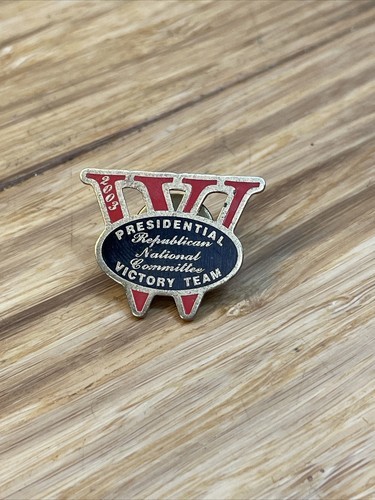 W
2003
PRESIDENTIAL
Republican
National
Committee
VICTORY TEAM